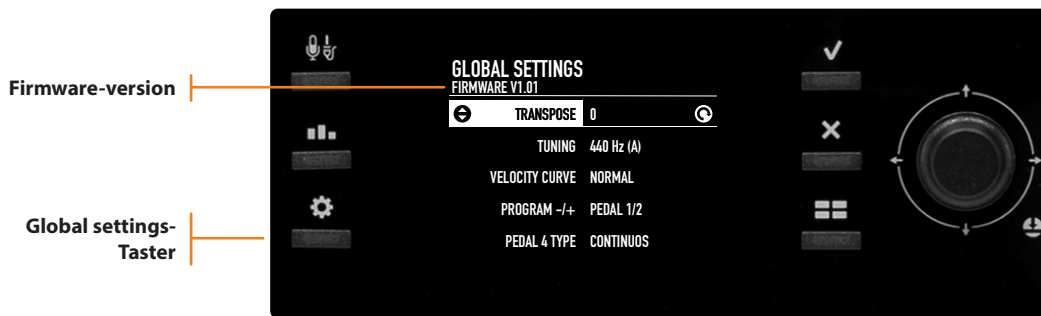 Firmware-version
GLOBAL SETTINGS
FIRMWARE V1.01
TRANSPOSE 0
TUNING 440 Hz (A)
VELOCITY CURVE NORMAL
PROGRAM -/+ PEDAL 1/2
PEDAL 4 TYPE CONTINUOS
Global settings-
Taster